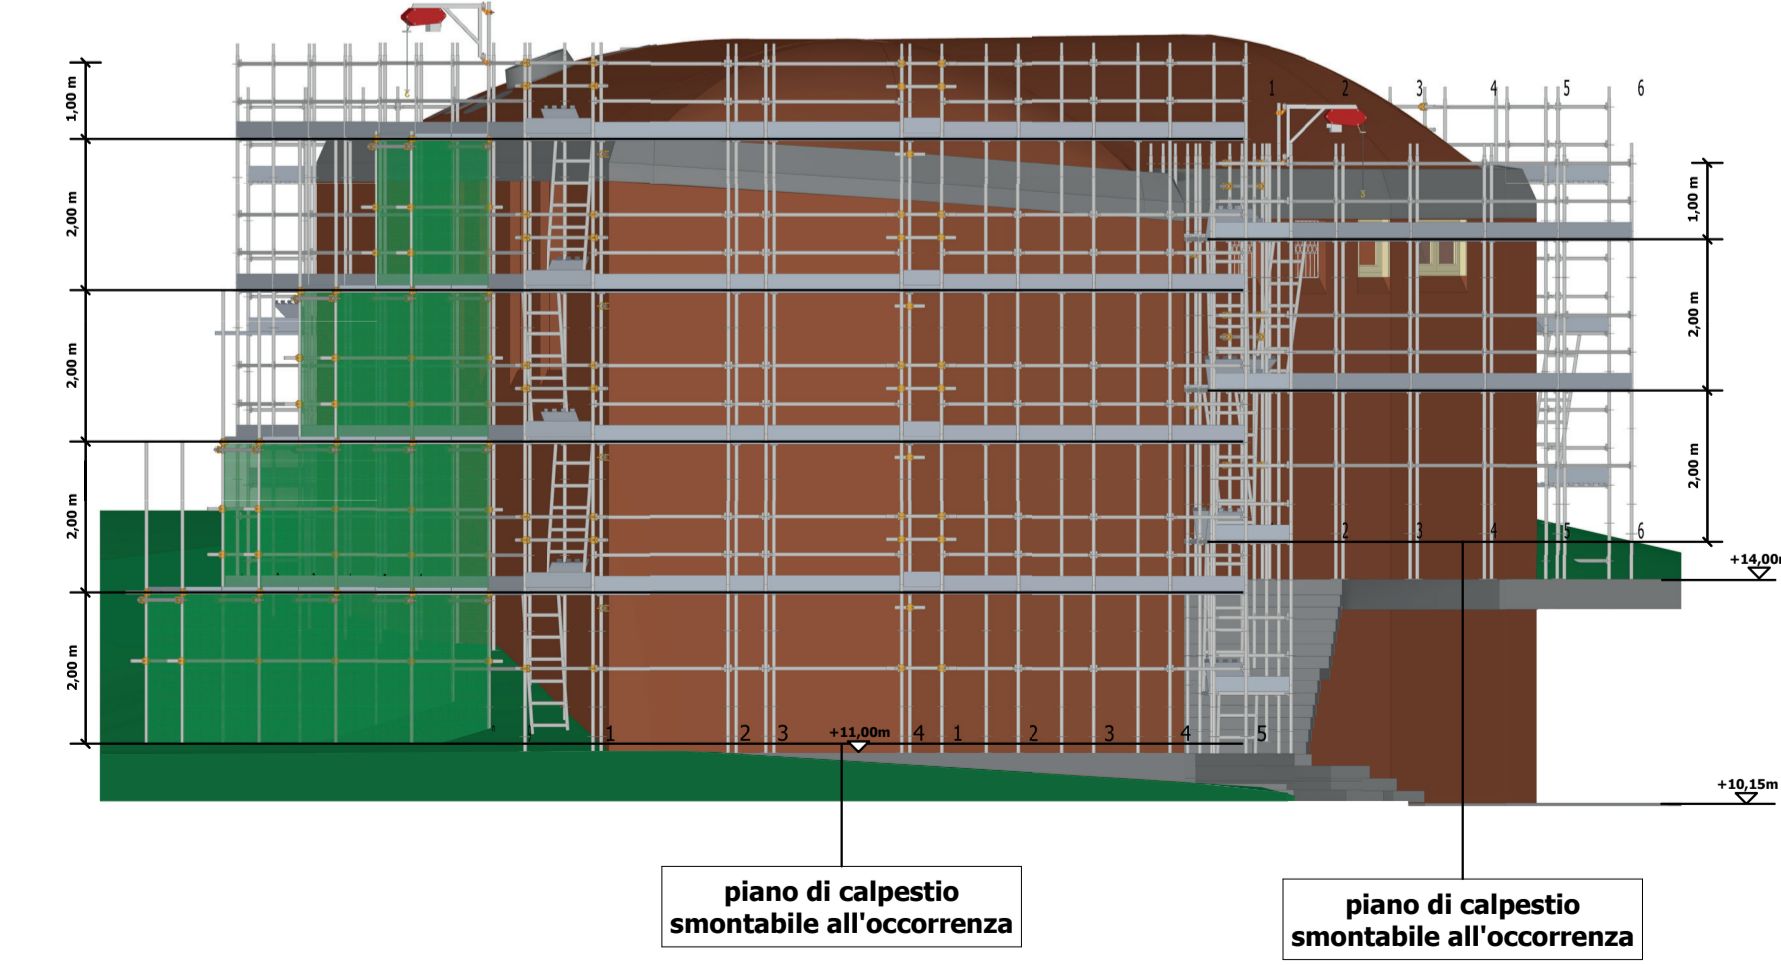 1 2 3 4 5 6
1,00 m
2,00 m
2,00 m
2,00 m
2,00 m
1,00 m
2,00 m
2,00 m
2 3 4 5 6
+14,00m
1 2 3 +11,00m 4 1 2 3 4 5
+10,15m
piano di calpestio
smontabile all'occorrenza
piano di calpestio
smontabile all'occorrenza